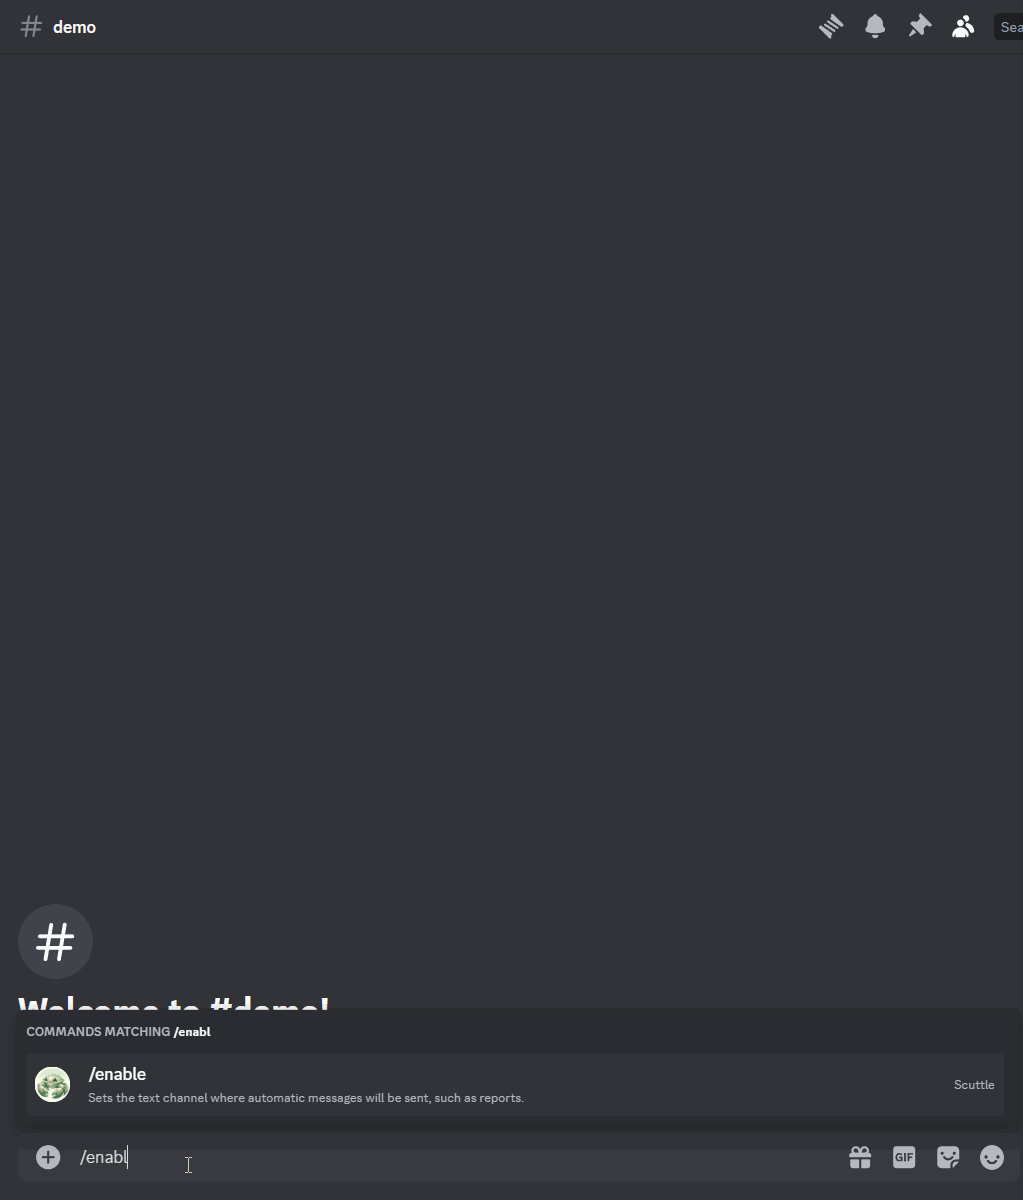 demo
Sea
Welcome to #demo!
COMMANDS MATCHING /enabl
/enable
Sets the text channel where automatic messages will be sent, such as reports.
Scuttle
/enabl
GIF